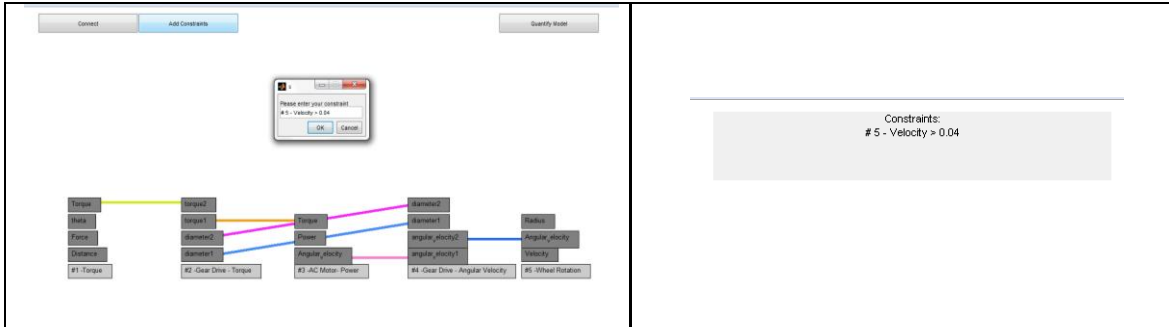 Connect
Add Constraints
Quantify Model
Please enter your constraint
# 5 - Velocity > 0.04
OK
Cancel
Torque
theta
Force
Distance
#1 -Torque
torque2
torque1
diameter2
diameter1
#2 -Gear Drive - Torque
Torque
Power
Angular_elocity
#3 -AC Motor- Power
diameter2
diameter1
angular_elocity2
angular_elocity1
#4 -Gear Drive - Angular Velocity
Radius
Angular_elocity
Velocity
#5 -Wheel Rotation
Constraints:
# 5 - Velocity > 0.04